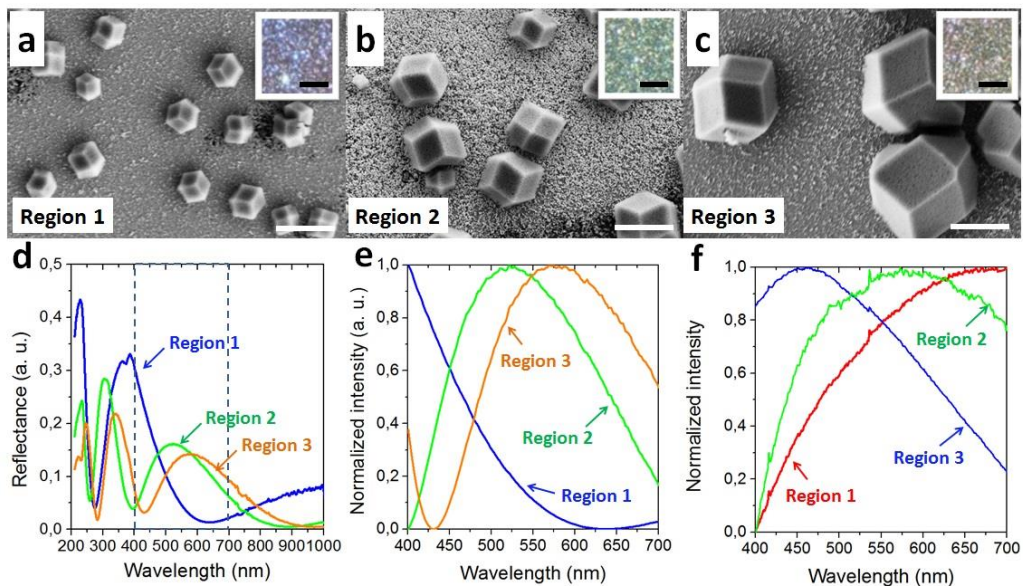 a
b
c
Region 1
Region 2
Region 3
d
0,5
0,4
0,3
0,2
0,1
0,0
Reflectance (a. u.)
Region 1
Region 2
Region 3
200 300 400 500 600 700 800 900 1000
Wavelength (nm)
e
1,0
0,8
0,6
0,4
0,2
0,0
Normalized intensity (a. u.)
Region 3
Region 2
Region 1
400 450 500 550 600 650 700
Wavelength (nm)
f
1.0
0.8
0.6
0.4
0.2
0.0
Normalized intensity
Region 2
Region 3
Region 1
400 450 500 550 600 650 700
Wavelength (nm)